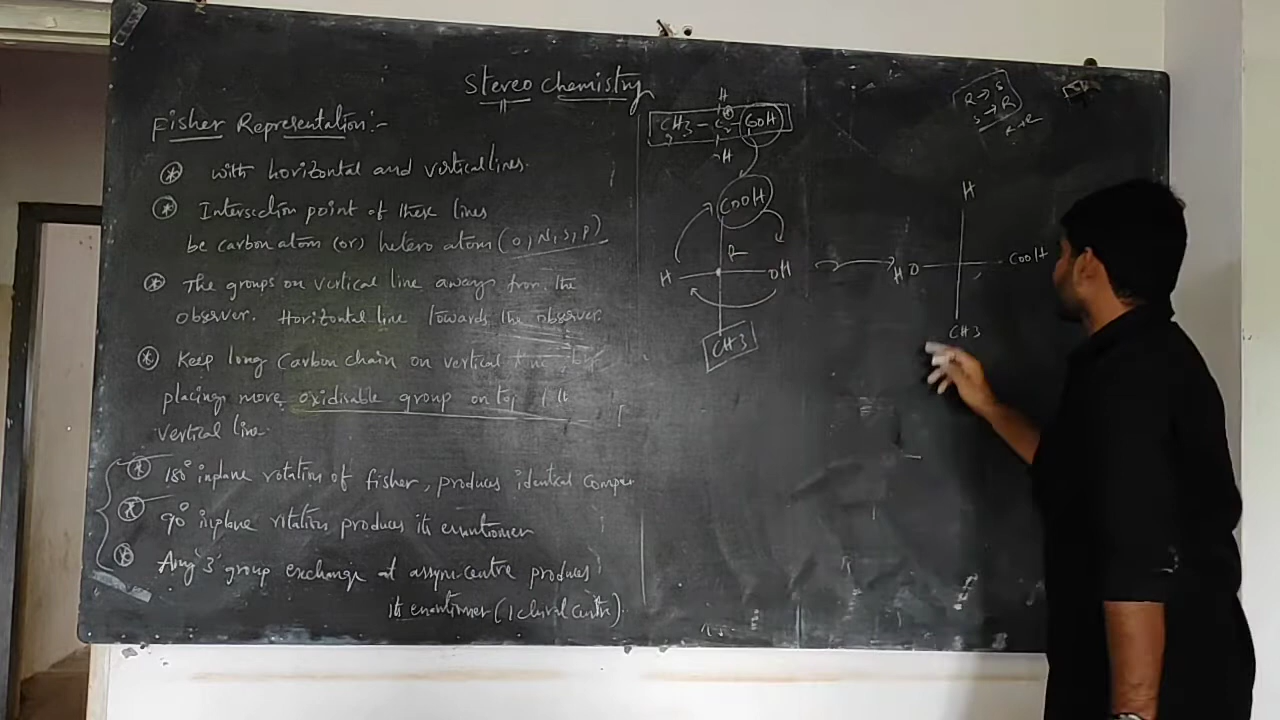 Stereo Chemistry
Fisher Representation:-
with horizontal and vertical lines.
Intersection point of these lines
be carbon atom (or) hetero atom (O, N, S, P)
The groups on vertical line aways from the
observer. Horizontal line towards the observer.
Keep long Carbon chain on vertical line, by
placing more oxidisable group on top
vertical line.
180° inplane rotation of fisher, produces identical
90° inplane rotation produces its enantiomer
Any '3' group exchange at assym-centre produces
its enantiomer (1 chiral centre).
H
CH3 - C - COOH
H
COOH
R
H OH
CH3
R → S
S → R
H
HO COOH
CH3